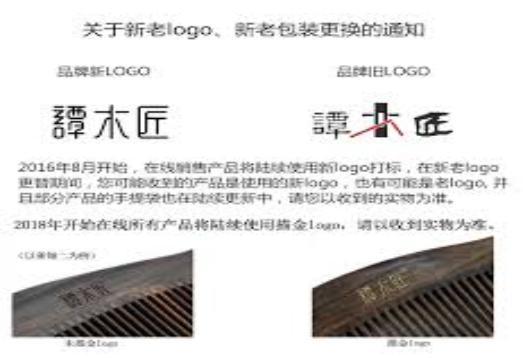 关于新老logo、新老包装更换的通知
品牌新LOGO
品牌旧LOGO
譚木匠
譚木匠
2016年8月开始，在线销售产品将陆续使用新logo打标，在新老logo
更替期间，您可能收到的产品是使用的新logo，也有可能是老logo, 并
且部分产品的手提袋也在陆续更新中，请您以收到的实物为准。
2018年开始在线所有产品将陆续使用描金logo，请以收到实物为准。
譚木匠
譚木匠
未描金logo
描金logo